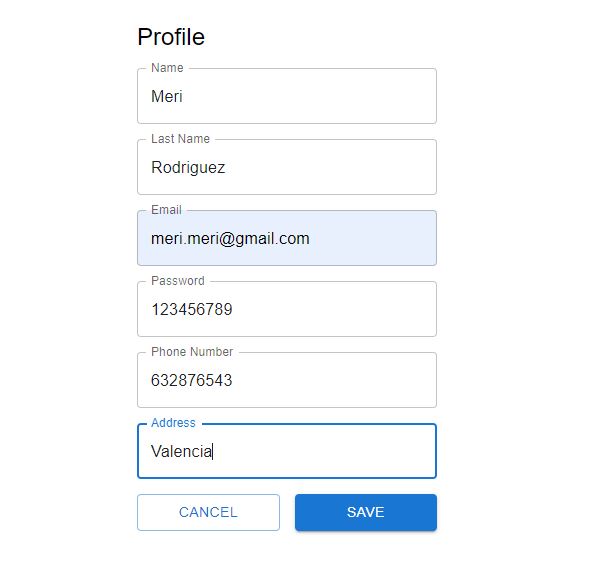 Profile
Name
Meri
Last Name
Rodriguez
Email
meri.meri@gmail.com
Password
123456789
Phone Number
632876543
Address
Valencia
CANCEL
SAVE